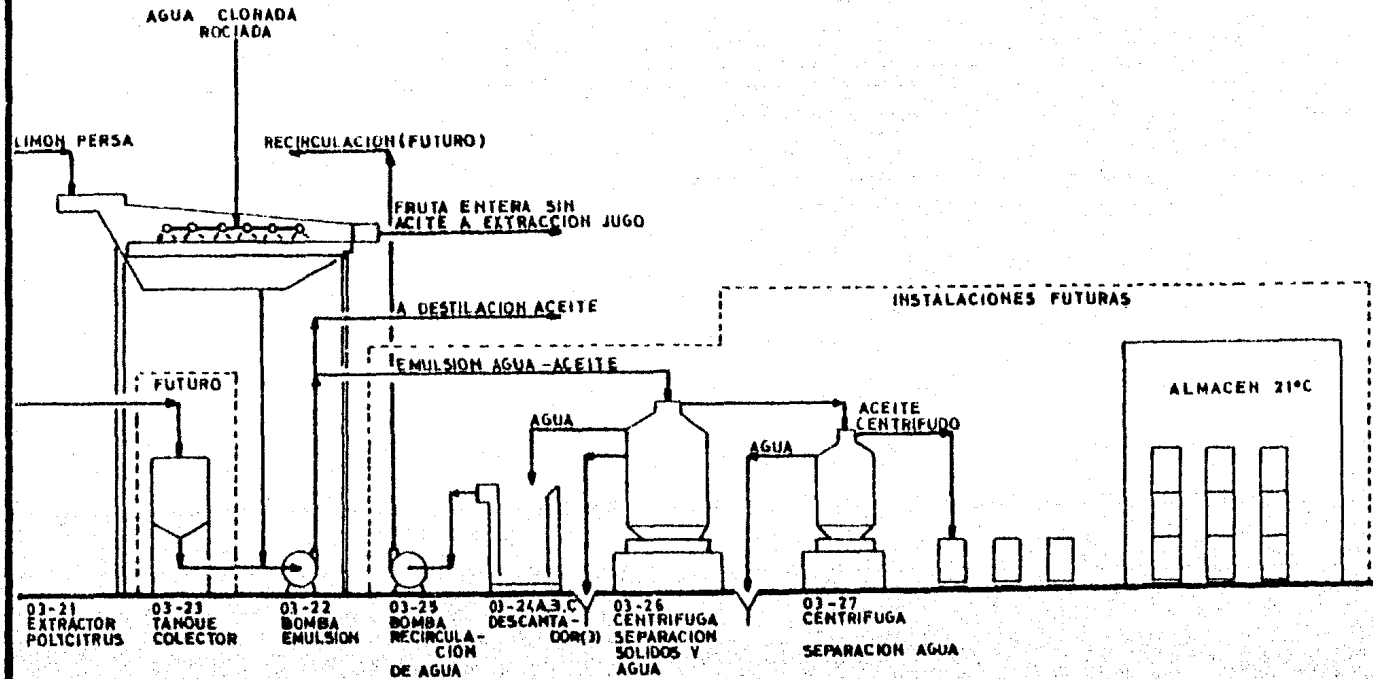 AGUA CLORADA
ROCIADA
LIMON PERSA
RECIRCULACION (FUTURO)
FRUTA ENTERA SIN
ACITE A EXTRACCION JUGO
A DESTILACION ACEITE
INSTALACIONES FUTURAS
EMULSION AGUA-ACEITE
FUTURO
ALMACEN 21°C
AGUA
ACEITE
CENTRIFUDO
AGUA
03-21
EXTRACTOR
POLYCITRUS
03-23
TANQUE
COLECTOR
03-22
BOMBA
EMULSION
03-25
BOMBA
RECIRCULA-
CION
DE AGUA
03-24A,B,C
DESCANTA-
DOR(3)
03-26
CENTRIFUGA
SEPARACION
SOLIDOS Y
AGUA
03-27
CENTRIFUGA
SEPARACION AGUA